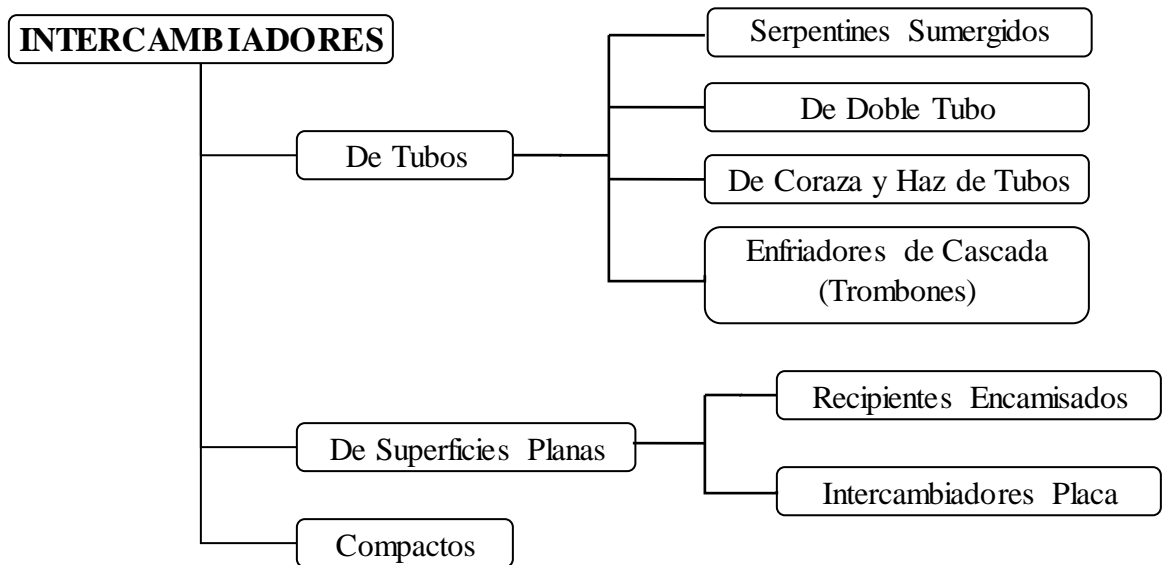 INTERCAMBIADORES
De Tubos
Serpentines Sumergidos
De Doble Tubo
De Coraza y Haz de Tubos
Enfriadores de Cascada
(Trombones)
De Superficies Planas
Recipientes Encamisados
Intercambiadores Placa
Compactos